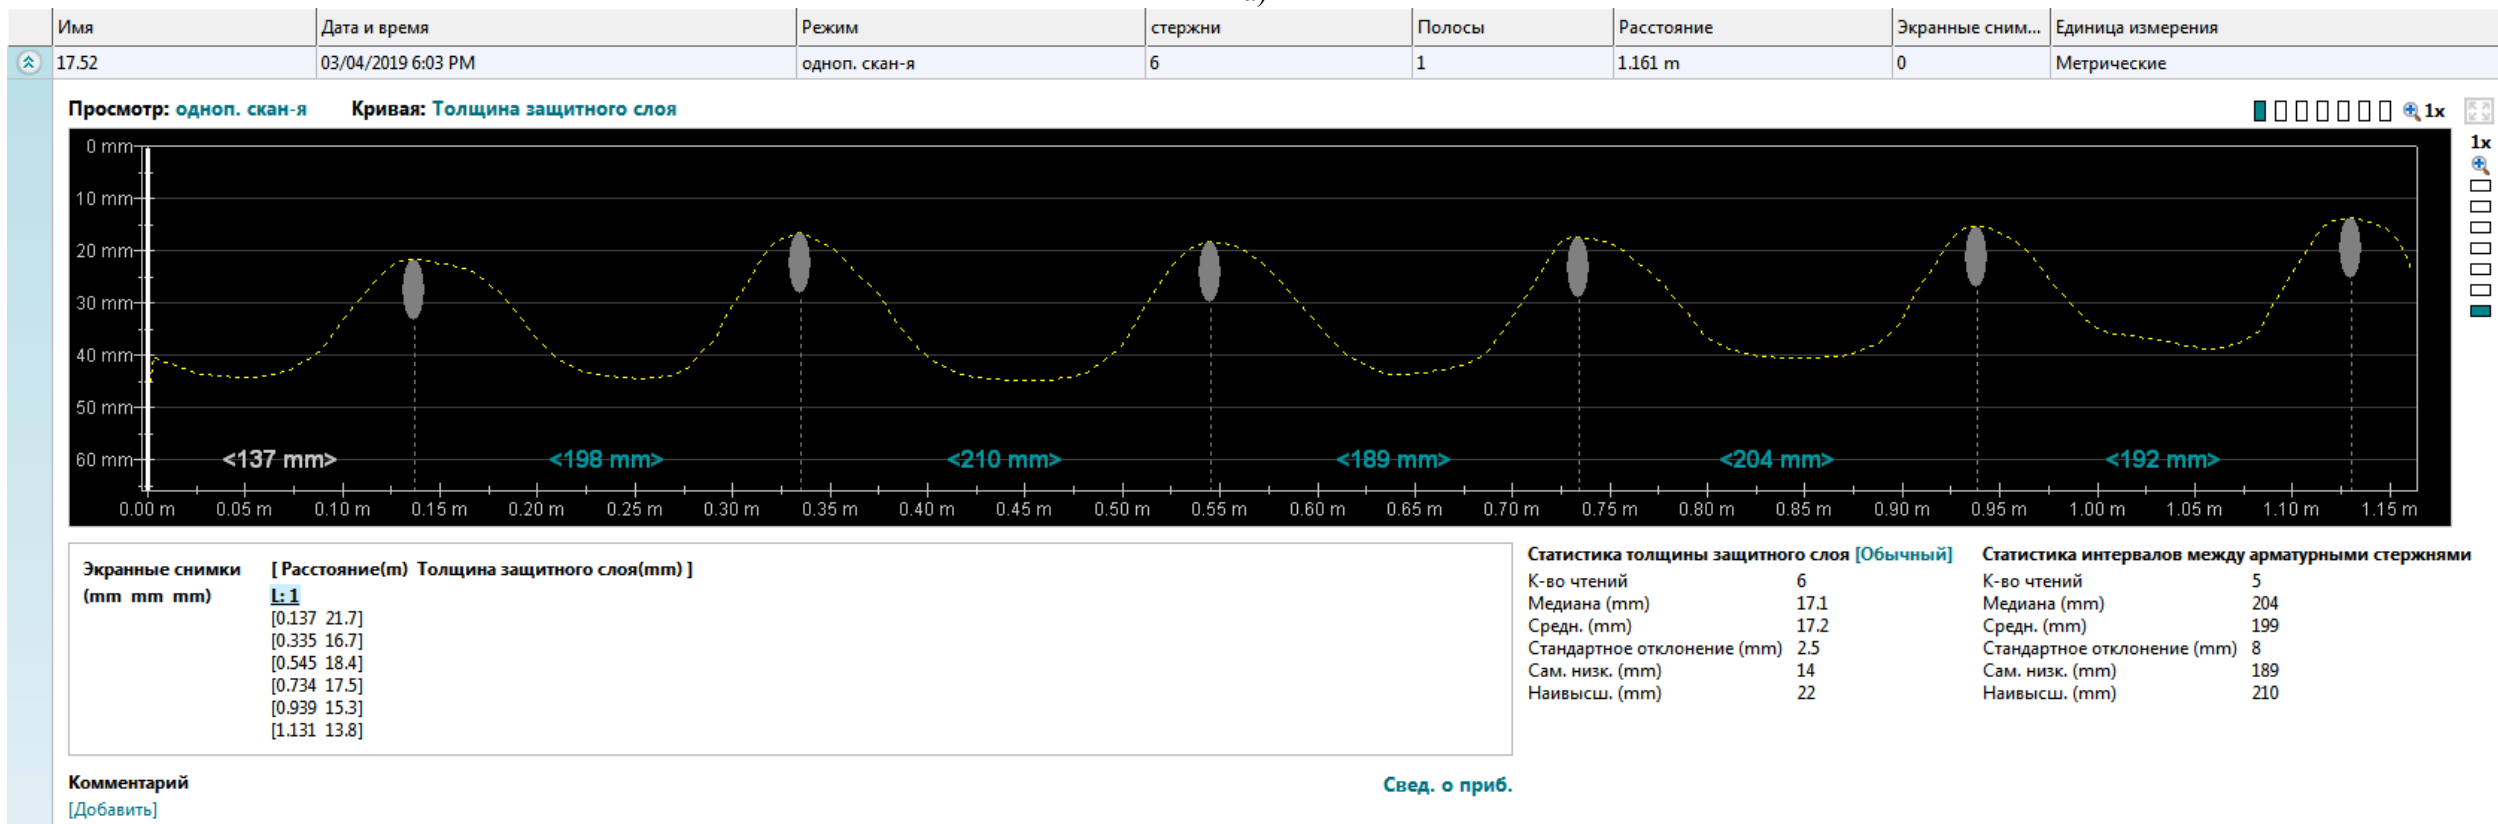 а)
Имя Дата и время Режим стержни Полосы Расстояние Экранные сним... Единица измерения
17.52 03/04/2019 6:03 PM одноп. скан-я 6 1 1.161 m 0 Метрические
Просмотр: одноп. скан-я Кривая: Толщина защитного слоя 1x
1x
0 mm
10 mm
20 mm
30 mm
40 mm
50 mm
60 mm <137 mm> <198 mm> <210 mm> <189 mm> <204 mm> <192 mm>
0.00 m 0.05 m 0.10 m 0.15 m 0.20 m 0.25 m 0.30 m 0.35 m 0.40 m 0.45 m 0.50 m 0.55 m 0.60 m 0.65 m 0.70 m 0.75 m 0.80 m 0.85 m 0.90 m 0.95 m 1.00 m 1.05 m 1.10 m 1.15 m
Экранные снимки [ Расстояние(m) Толщина защитного слоя(mm) ]
(mm mm mm) L: 1
[0.137 21.7]
[0.335 16.7]
[0.545 18.4]
[0.734 17.5]
[0.939 15.3]
[1.131 13.8]
Статистика толщины защитного слоя [Обычный]
К-во чтений 6
Медиана (mm) 17.1
Средн. (mm) 17.2
Стандартное отклонение (mm) 2.5
Сам. низк. (mm) 14
Наивысш. (mm) 22
Статистика интервалов между арматурными стержнями
К-во чтений 5
Медиана (mm) 204
Средн. (mm) 199
Стандартное отклонение (mm) 8
Сам. низк. (mm) 189
Наивысш. (mm) 210
Комментарий Свед. о приб.
[Добавить]